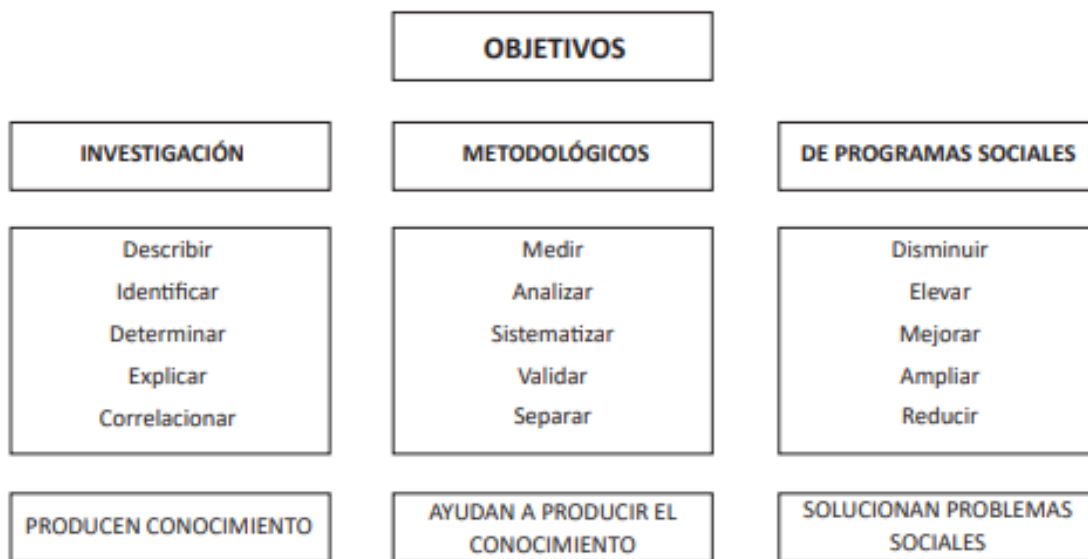 OBJETIVOS
INVESTIGACIÓN
METODOLÓGICOS
DE PROGRAMAS SOCIALES
Describir
Identificar
Determinar
Explicar
Correlacionar
Medir
Analizar
Sistematizar
Validar
Separar
Disminuir
Elevar
Mejorar
Ampliar
Reducir
PRODUCEN CONOCIMIENTO
AYUDAN A PRODUCIR EL
CONOCIMIENTO
SOLUCIONAN PROBLEMAS
SOCIALES